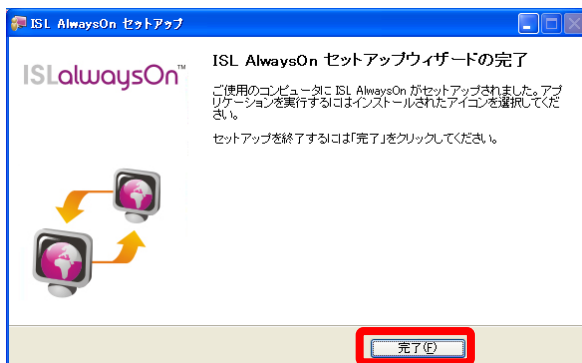 ISL AlwaysOn セットアップ
ISLalwaysOn™
ISL AlwaysOn セットアップウィザードの完了
ご使用のコンピュータに ISL AlwaysOn がセットアップされました。アプ
リケーションを実行するにはインストールされたアイコンを選択してくだ
さい。
セットアップを終了するには「完了」をクリックしてください。
完了(F)